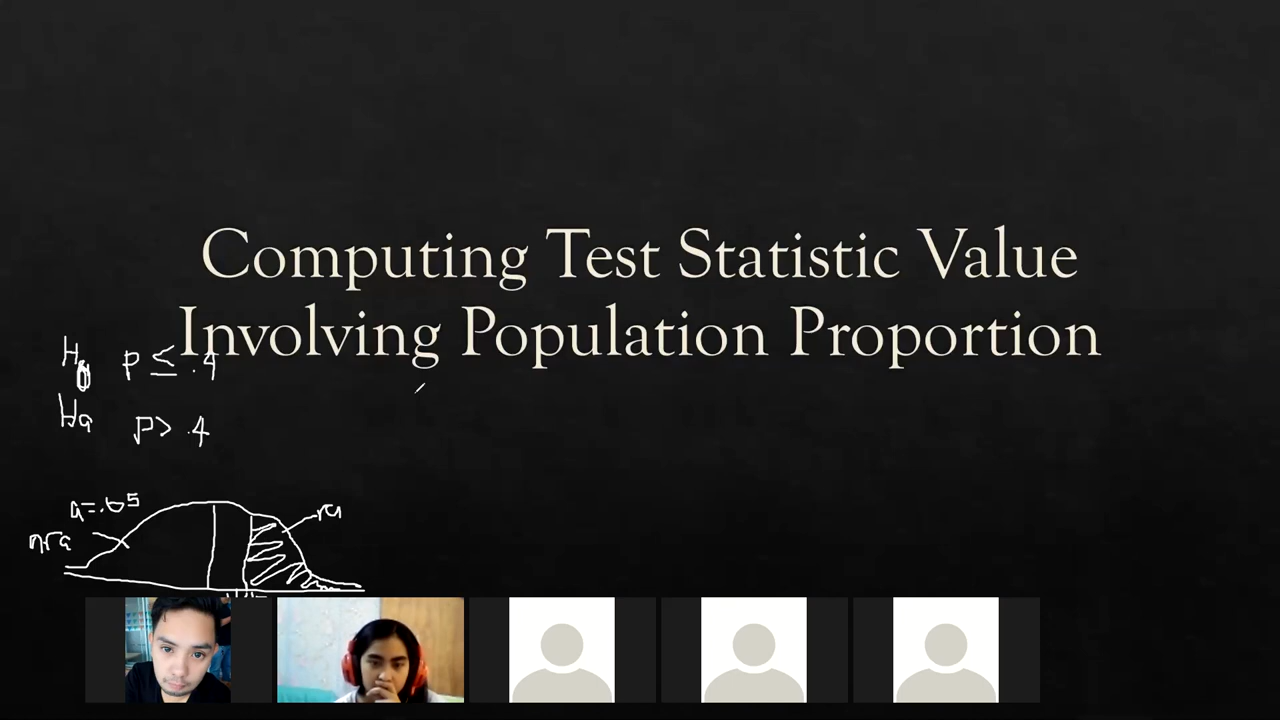 Computing Test Statistic Value
Involving Population Proportion
H0 p ≤ .4
Ha p > .4
a=.05
nra
ra